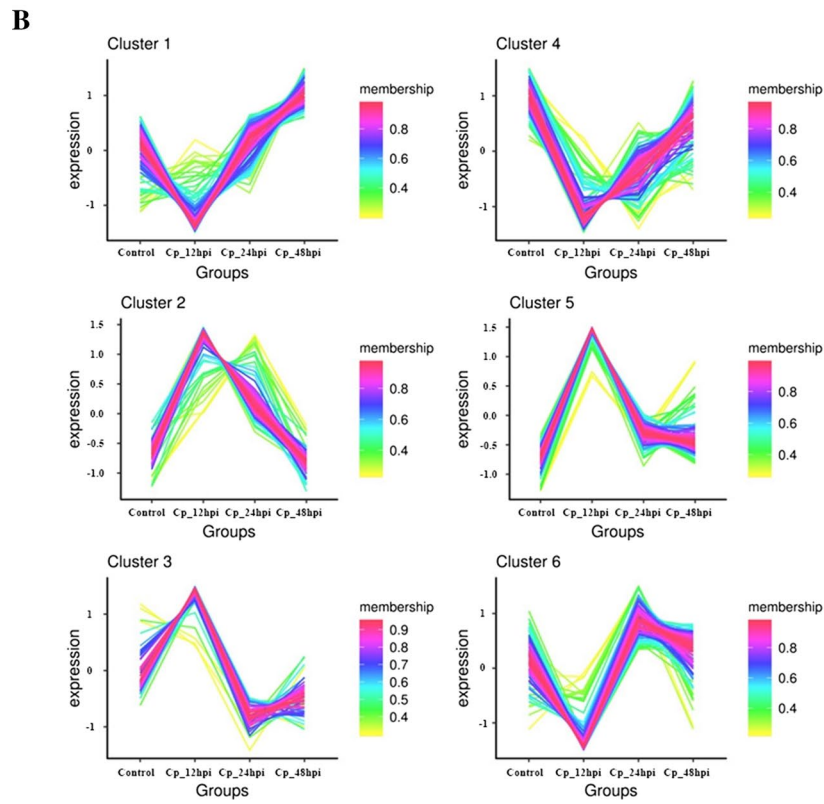 B
Cluster 1
expression
1
0
-1
Control Cp_12hpi Cp_24hpi Cp_48hpi
Groups
membership
0.8
0.6
0.4
Cluster 4
expression
1
0
-1
Control Cp_12hpi Cp_24hpi Cp_48hpi
Groups
membership
0.8
0.6
0.4
Cluster 2
expression
1.5
1.0
0.5
0.0
-0.5
-1.0
Control Cp_12hpi Cp_24hpi Cp_48hpi
Groups
membership
0.8
0.6
0.4
Cluster 5
expression
1.5
1.0
0.5
0.0
-0.5
-1.0
Control Cp_12hpi Cp_24hpi Cp_48hpi
Groups
membership
0.8
0.6
0.4
Cluster 3
expression
1
0
-1
Control Cp_12hpi Cp_24hpi Cp_48hpi
Groups
membership
0.9
0.8
0.7
0.6
0.5
0.4
Cluster 6
expression
1
0
-1
Control Cp_12hpi Cp_24hpi Cp_48hpi
Groups
membership
0.8
0.6
0.4